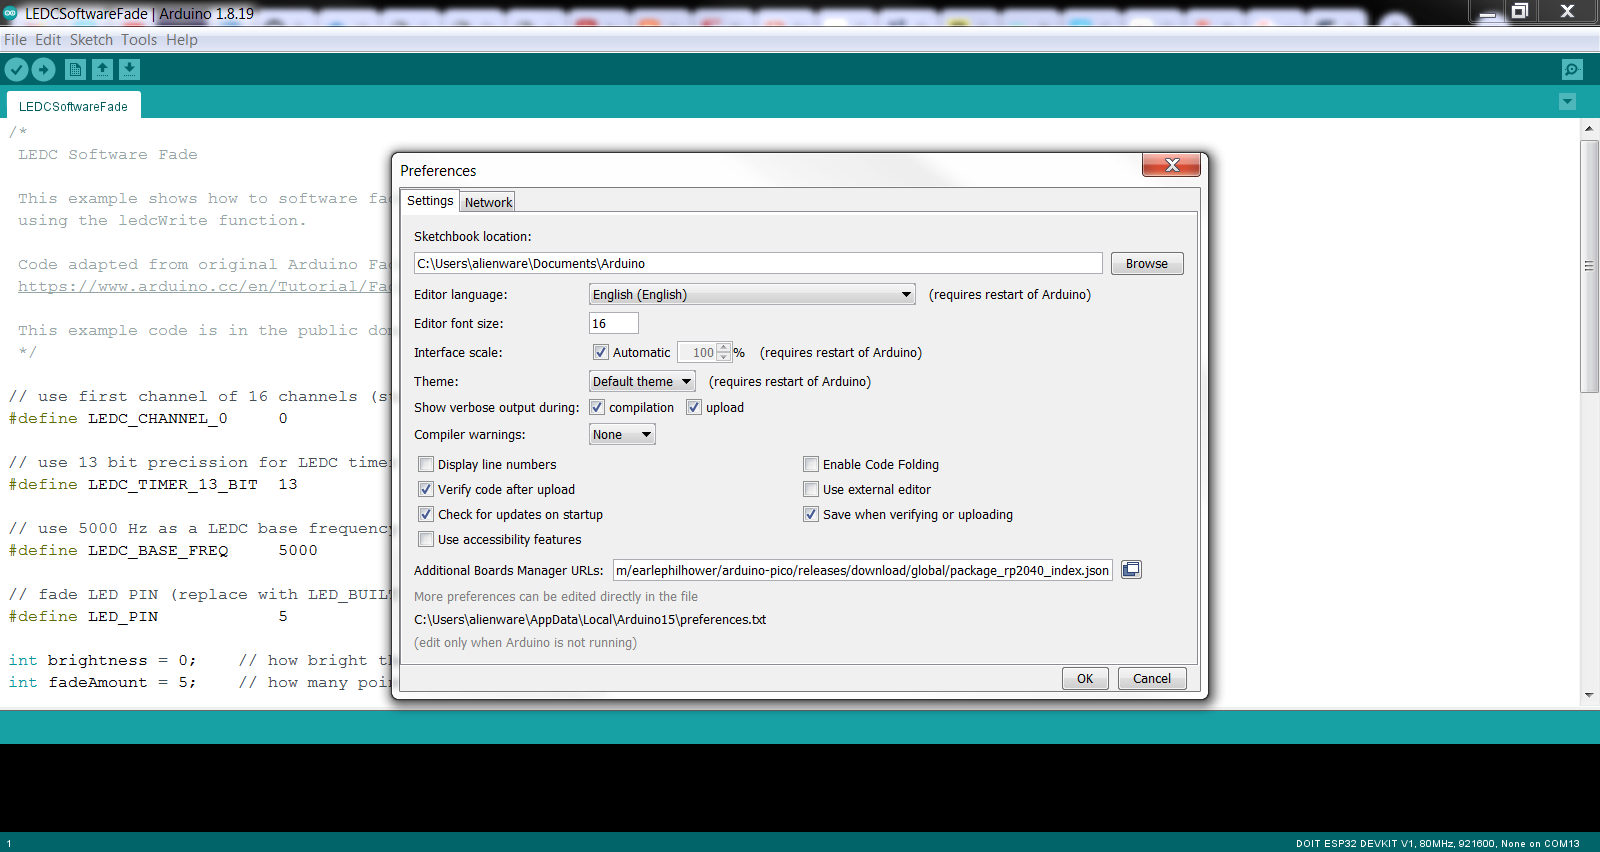 LEDCSoftwareFade | Arduino 1.8.19
File Edit Sketch Tools Help
LEDCSoftwareFade
/*
LEDC Software Fade
This example shows how to software fa
using the ledcWrite function.
Code adapted from original Arduino Fa
https://www.arduino.cc/en/Tutorial/Fa
This example code is in the public do
*/
// use first channel of 16 channels (s
#define LEDC_CHANNEL_0 0
// use 13 bit precission for LEDC timer
#define LEDC_TIMER_13_BIT 13
// use 5000 Hz as a LEDC base frequency
#define LEDC_BASE_FREQ 5000
// fade LED PIN (replace with LED_BUILT
#define LED_PIN 5
int brightness = 0; // how bright t
int fadeAmount = 5; // how many poi
Preferences
Settings Network
Sketchbook location:
C:\Users\alienware\Documents\Arduino Browse
Editor language: English (English) (requires restart of Arduino)
Editor font size: 16
Interface scale: Automatic 100 % (requires restart of Arduino)
Theme: Default theme (requires restart of Arduino)
Show verbose output during: compilation upload
Compiler warnings: None
Display line numbers Enable Code Folding
Verify code after upload Use external editor
Check for updates on startup Save when verifying or uploading
Use accessibility features
Additional Boards Manager URLs: m/earlephilhower/arduino-pico/releases/download/global/package_rp2040_index.json
More preferences can be edited directly in the file
C:\Users\alienware\AppData\Local\Arduino15\preferences.txt
(edit only when Arduino is not running)
OK Cancel
1 DOIT ESP32 DEVKIT V1, 80MHz, 921600, None on COM13